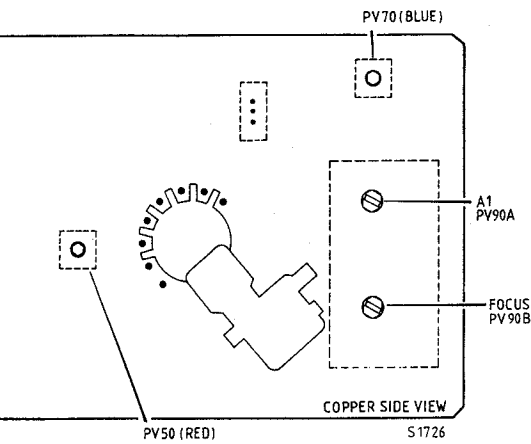 PV70 (BLUE)
A1
PV90A
FOCUS
PV90B
COPPER SIDE VIEW
PV50 (RED)
S1726